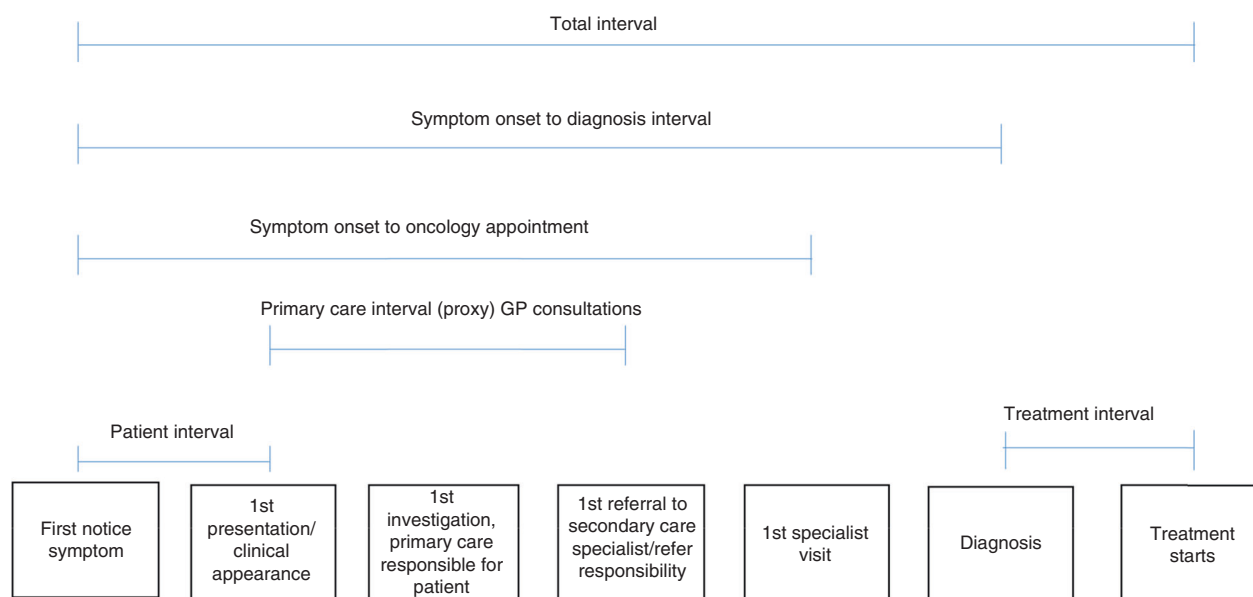 Total interval
Symptom onset to diagnosis interval
Symptom onset to oncology appointment
Primary care interval (proxy) GP consultations
Patient interval
Treatment interval
First notice
symptom
1st
presentation/
clinical
appearance
1st
investigation,
primary care
responsible for
patient
1st referral to
secondary care
specialist/refer
responsibility
1st specialist
visit
Diagnosis
Treatment
starts